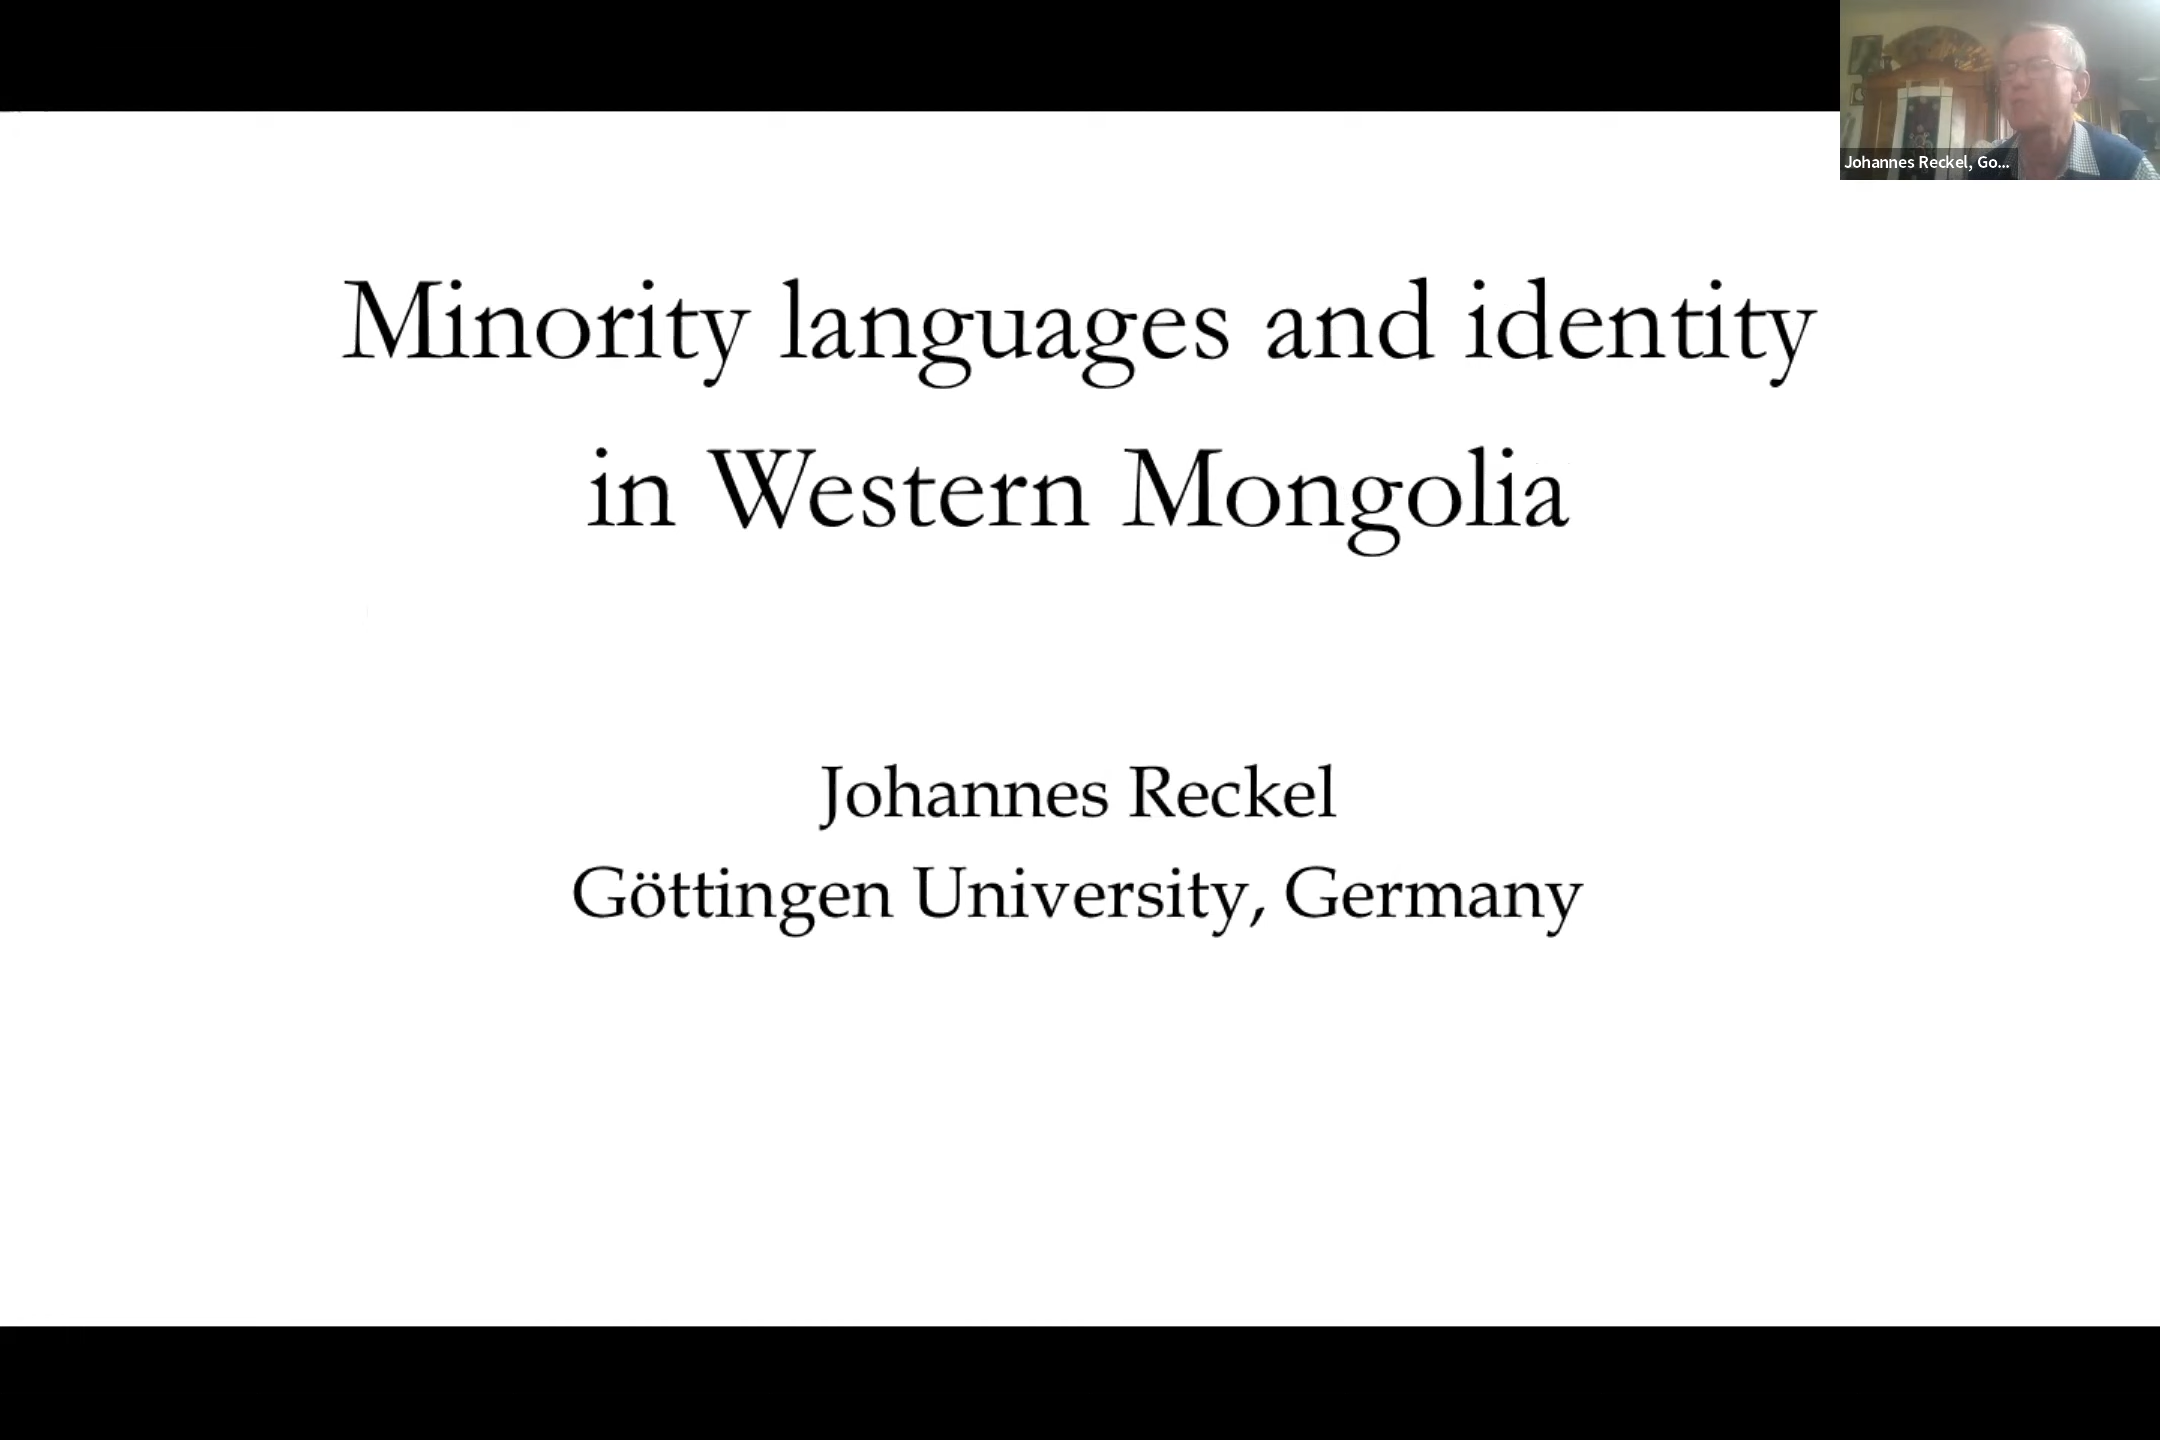 Minority languages and identity
in Western Mongolia
Johannes Reckel
Göttingen University, Germany
Johannes Reckel, Go...